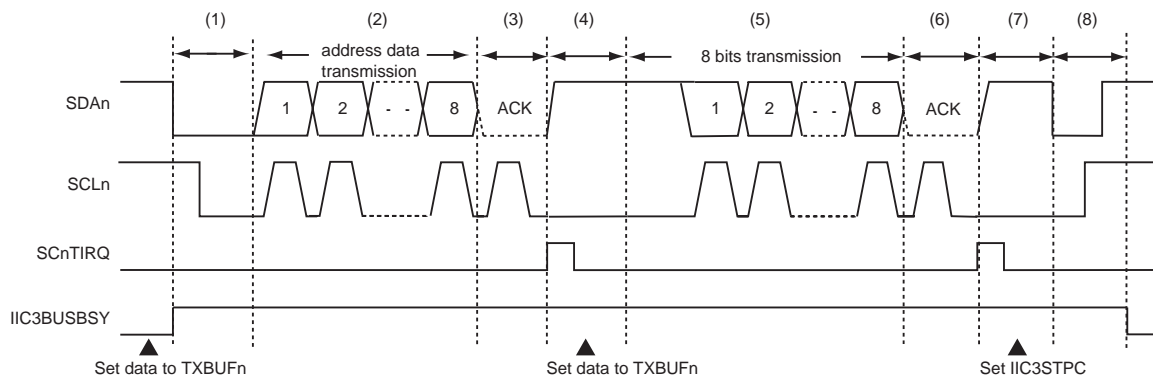 (1) (2) (3) (4) (5) (6) (7) (8)
address data
transmission
8 bits transmission
SDAn 1 2 - - 8 ACK 1 2 - - 8 ACK
SCLn
SCnTIRQ
IIC3BUSBSY
Set data to TXBUFn Set data to TXBUFn Set IIC3STPC